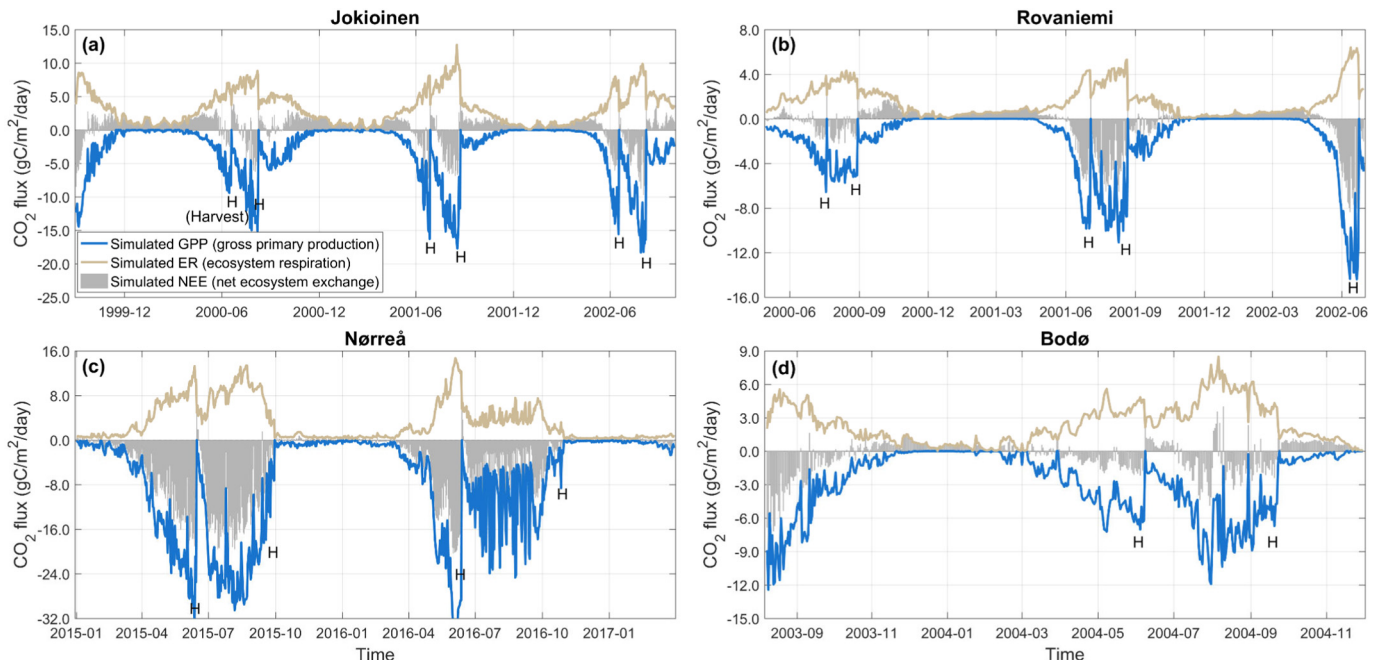 Jokioinen
(a)
15.0
10.0
5.0
0.0
-5.0
-10.0
-15.0
-20.0
-25.0
CO2 flux (gC/m2/day)
H
H
(Harvest)
H
H
H
H
Simulated GPP (gross primary production)
Simulated ER (ecosystem respiration)
Simulated NEE (net ecosystem exchange)
1999-12 2000-06 2000-12 2001-06 2001-12 2002-06
Rovaniemi
(b)
8.0
4.0
0.0
-4.0
-8.0
-12.0
-16.0
CO2 flux (gC/m2/day)
H
H
H
H
H
2000-06 2000-09 2000-12 2001-03 2001-06 2001-09 2001-12 2002-03 2002-06
Nørreå
(c)
16.0
8.0
0.0
-8.0
-16.0
-24.0
-32.0
CO2 flux (gC/m2/day)
H
H
H
H
2015-01 2015-04 2015-07 2015-10 2016-01 2016-04 2016-07 2016-10 2017-01
Time
Bodø
(d)
9.0
6.0
3.0
0.0
-3.0
-6.0
-9.0
-12.0
-15.0
CO2 flux (gC/m2/day)
H
H
2003-09 2003-11 2004-01 2004-04 2004-05 2004-07 2004-09 2004-11
Time